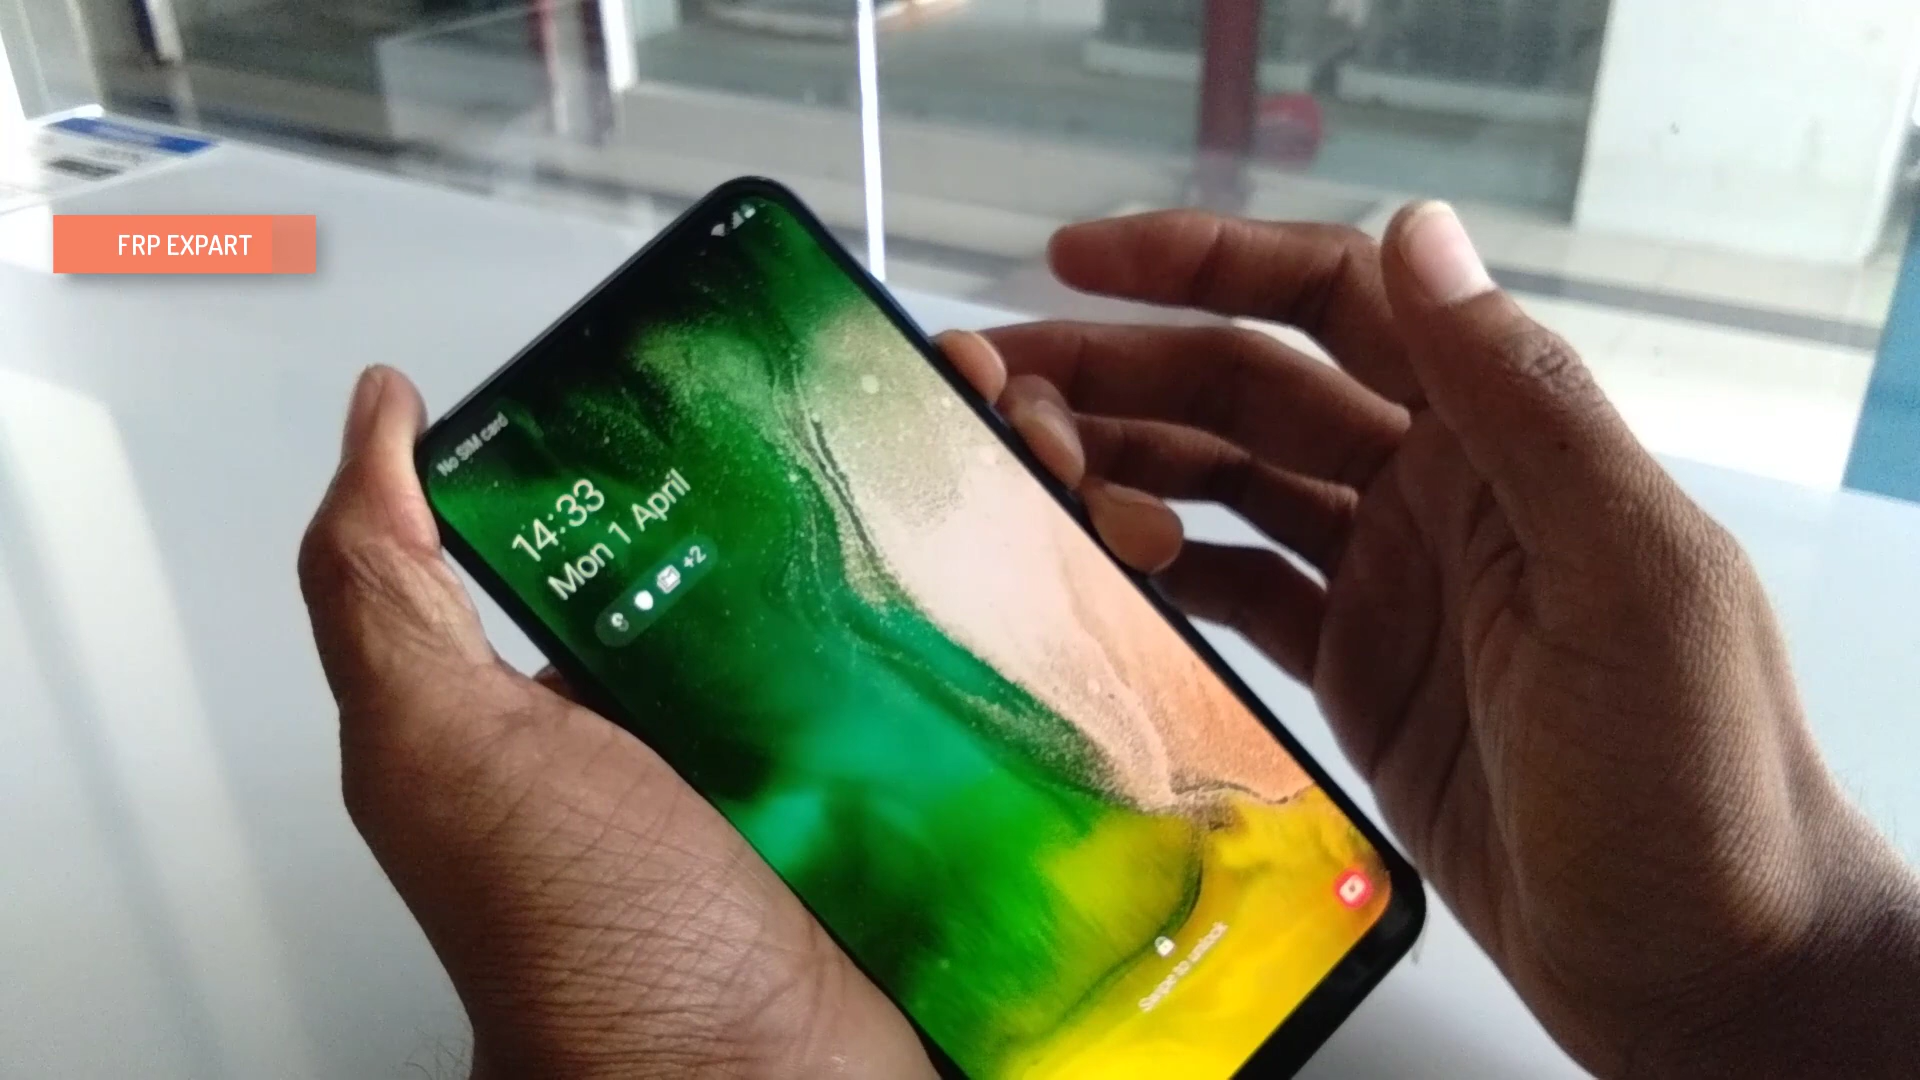 FRP EXPART
No SIM card
14:33
Mon 1 April
+2
Swipe to unlock